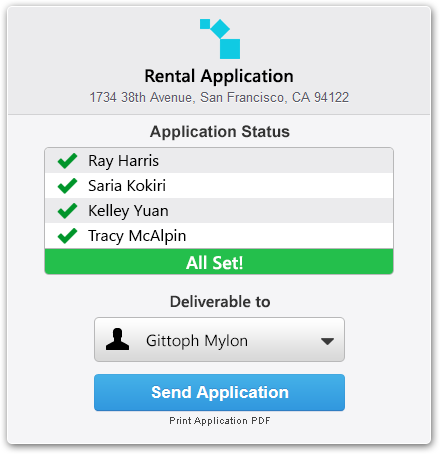 Rental Application
1734 38th Avenue, San Francisco, CA 94122
Application Status
Ray Harris
Saria Kokiri
Kelley Yuan
Tracy McAlpin
All Set!
Deliverable to
Gittoph Mylon
Send Application
Print Application PDF